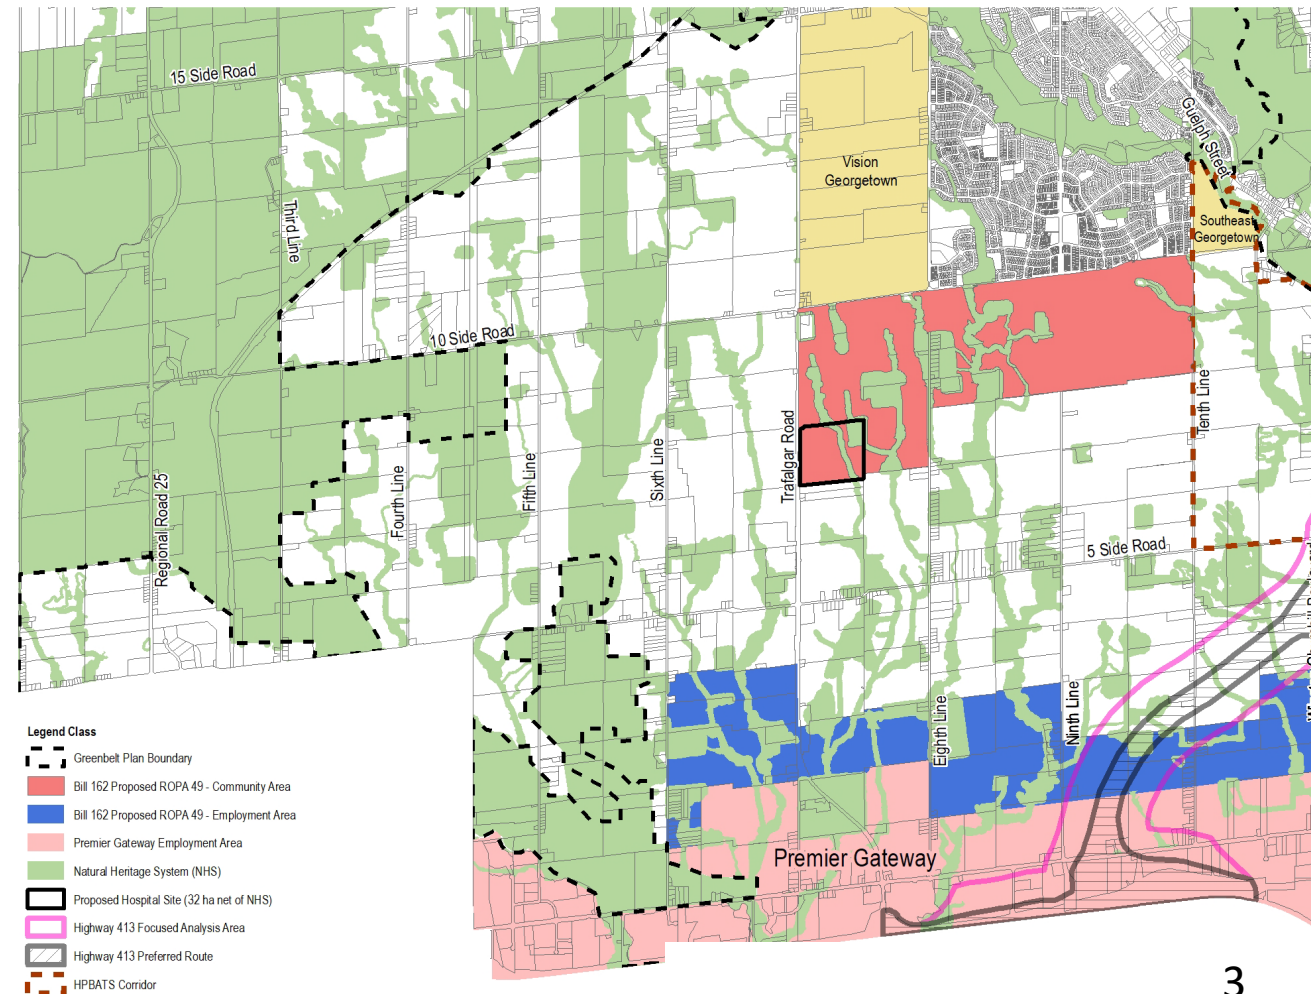 15 Side Road
Guelph Street
Vision
Georgetown
Third Line
Southeast
Georgetown
10 Side Road
Tenth Line
Trafalgar Road
Sixth Line
Fifth Line
Fourth Line
Regional Road 25
5 Side Road
Ninth Line
Eighth Line
Premier Gateway
Legend Class
Greenbelt Plan Boundary
Bill 162 Proposed ROPA 49 - Community Area
Bill 162 Proposed ROPA 49 - Employment Area
Premier Gateway Employment Area
Natural Heritage System (NHS)
Proposed Hospital Site (32 ha net of NHS)
Highway 413 Focused Analysis Area
Highway 413 Preferred Route
HPBATS Corridor
3